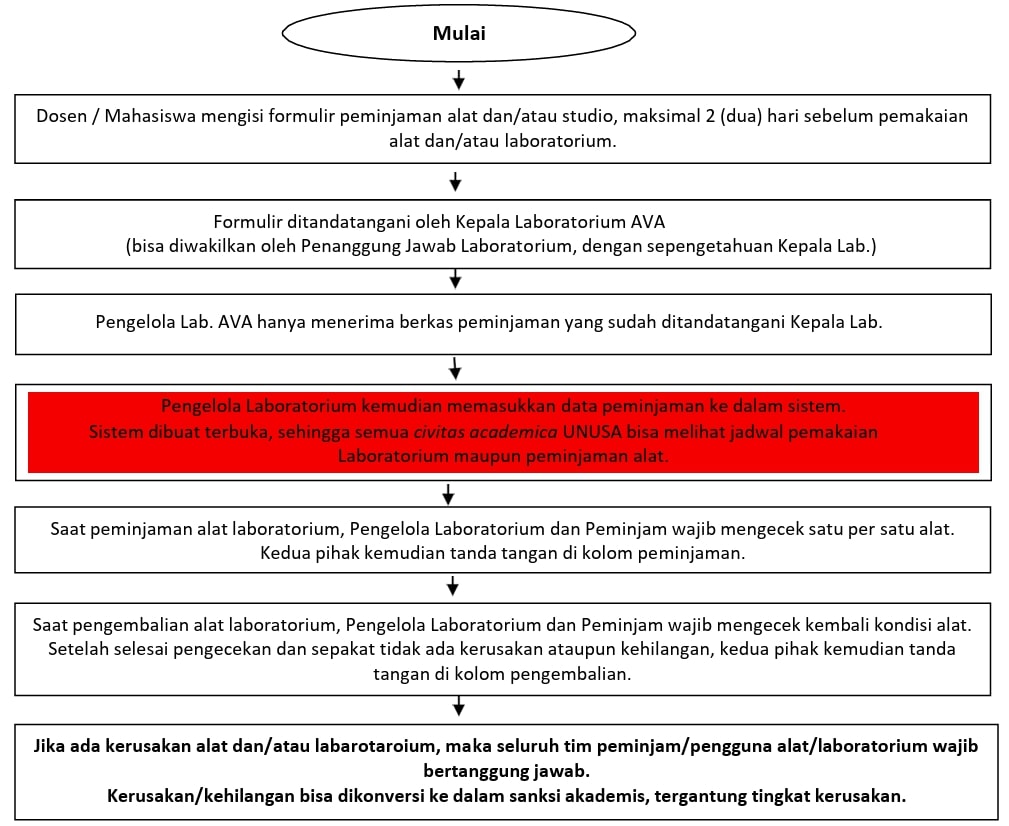 Mulai
Dosen / Mahasiswa mengisi formulir peminjaman alat dan/atau studio, maksimal 2 (dua) hari sebelum pemakaian
alat dan/atau laboratorium.
Formulir ditandatangani oleh Kepala Laboratorium AVA
(bisa diwakilkan oleh Penanggung Jawab Laboratorium, dengan sepengetahuan Kepala Lab.)
Pengelola Lab. AVA hanya menerima berkas peminjaman yang sudah ditandatangani Kepala Lab.
Pengelola Laboratorium kemudian memasukkan data peminjaman ke dalam sistem.
Sistem dibuat terbuka, sehingga semua civitas academica UNUSA bisa melihat jadwal pemakaian
Laboratorium maupun peminjaman alat.
Saat peminjaman alat laboratorium, Pengelola Laboratorium dan Peminjam wajib mengecek satu per satu alat.
Kedua pihak kemudian tanda tangan di kolom peminjaman.
Saat pengembalian alat laboratorium, Pengelola Laboratorium dan Peminjam wajib mengecek kembali kondisi alat.
Setelah selesai pengecekan dan sepakat tidak ada kerusakan ataupun kehilangan, kedua pihak kemudian tanda
tangan di kolom pengembalian.
Jika ada kerusakan alat dan/atau labarotaroium, maka seluruh tim peminjam/pengguna alat/laboratorium wajib
bertanggung jawab.
Kerusakan/kehilangan bisa dikonversi ke dalam sanksi akademis, tergantung tingkat kerusakan.